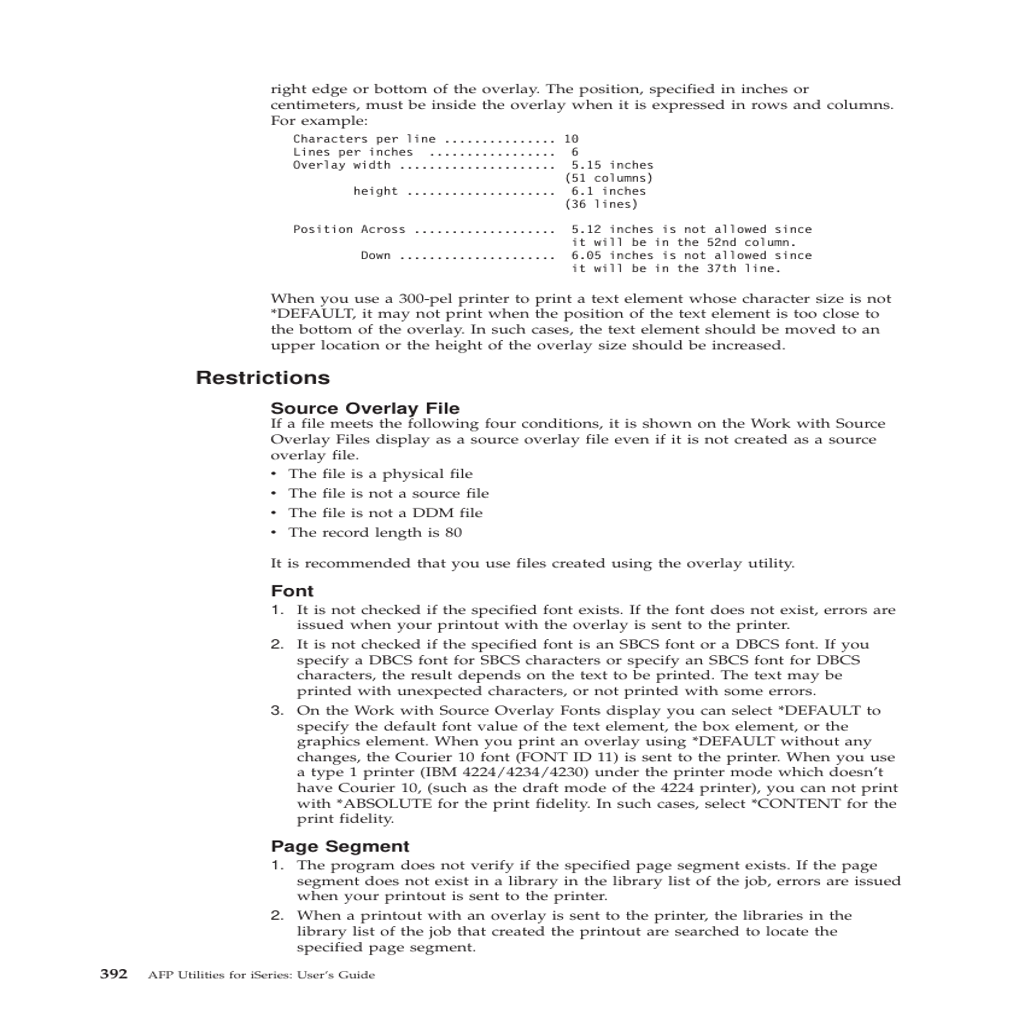 right edge or bottom of the overlay. The position, specified in inches or
centimeters, must be inside the overlay when it is expressed in rows and columns.
For example:
Characters per line ............... 10
Lines per inches ................. 6
Overlay width ..................... 5.15 inches
(51 columns)
height .................... 6.1 inches
(36 lines)
Position Across ................... 5.12 inches is not allowed since
it will be in the 52nd column.
Down ..................... 6.05 inches is not allowed since
it will be in the 37th line.
When you use a 300-pel printer to print a text element whose character size is not
*DEFAULT, it may not print when the position of the text element is too close to
the bottom of the overlay. In such cases, the text element should be moved to an
upper location or the height of the overlay size should be increased.
Restrictions
Source Overlay File
If a file meets the following four conditions, it is shown on the Work with Source
Overlay Files display as a source overlay file even if it is not created as a source
overlay file.
• The file is a physical file
• The file is not a source file
• The file is not a DDM file
• The record length is 80
It is recommended that you use files created using the overlay utility.
Font
1. It is not checked if the specified font exists. If the font does not exist, errors are
issued when your printout with the overlay is sent to the printer.
2. It is not checked if the specified font is an SBCS font or a DBCS font. If you
specify a DBCS font for SBCS characters or specify an SBCS font for DBCS
characters, the result depends on the text to be printed. The text may be
printed with unexpected characters, or not printed with some errors.
3. On the Work with Source Overlay Fonts display you can select *DEFAULT to
specify the default font value of the text element, the box element, or the
graphics element. When you print an overlay using *DEFAULT without any
changes, the Courier 10 font (FONT ID 11) is sent to the printer. When you use
a type 1 printer (IBM 4224/4234/4230) under the printer mode which doesn't
have Courier 10, (such as the draft mode of the 4224 printer), you can not print
with *ABSOLUTE for the print fidelity. In such cases, select *CONTENT for the
print fidelity.
Page Segment
1. The program does not verify if the specified page segment exists. If the page
segment does not exist in a library in the library list of the job, errors are issued
when your printout is sent to the printer.
2. When a printout with an overlay is sent to the printer, the libraries in the
library list of the job that created the printout are searched to locate the
specified page segment.
392 AFP Utilities for iSeries: User's Guide